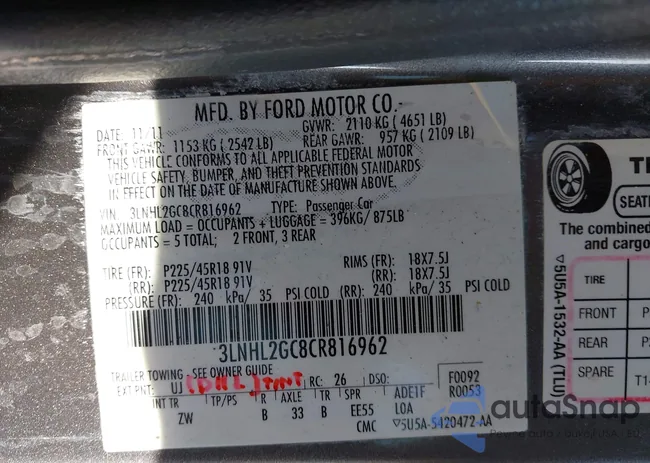 MFD. BY FORD MOTOR CO.-
DATE: 11/11 GVWR: 2110 KG ( 4651 LB)
FRONT GAWR: 1153 KG ( 2542 LB) REAR GAWR: 957 KG ( 2109 LB)
THIS VEHICLE CONFORMS TO ALL APPLICABLE FEDERAL MOTOR
VEHICLE SAFETY, BUMPER, AND THEFT PREVENTION STANDARDS
IN EFFECT ON THE DATE OF MANUFACTURE SHOWN ABOVE.
VIN: 3LNHL2GC8CR816962 TYPE: Passenger Car
MAXIMUM LOAD = OCCUPANTS + LUGGAGE = 396KG/ 875LB
OCCUPANTS = 5 TOTAL; 2 FRONT, 3 REAR
TIRE (FR): P225/45R18 91V RIMS (FR): 18X7.5J
(RR): P225/45R18 91V (RR): 18X7.5J
PRESSURE (FR): 240 kPa/ 35 PSI COLD (RR): 240 kPa/ 35 PSI COLD
3LNHL2GC8CR816962
TRAILER TOWING - SEE OWNER GUIDE
EXT PNT: UJ (DHL) TINT RC: 26 DSO: F0092
R0053
INT TR TP/PS R AXLE TR SPR ADE1F
ZW B 33 B EE55 LOA
CMC ▽5U5A-5420472-AA
TI
SEATI
The combined
and cargo
TIRE
FRONT P
REAR P
SPARE T1
▽5U5A-1532-AA (TLU)
autoSnap